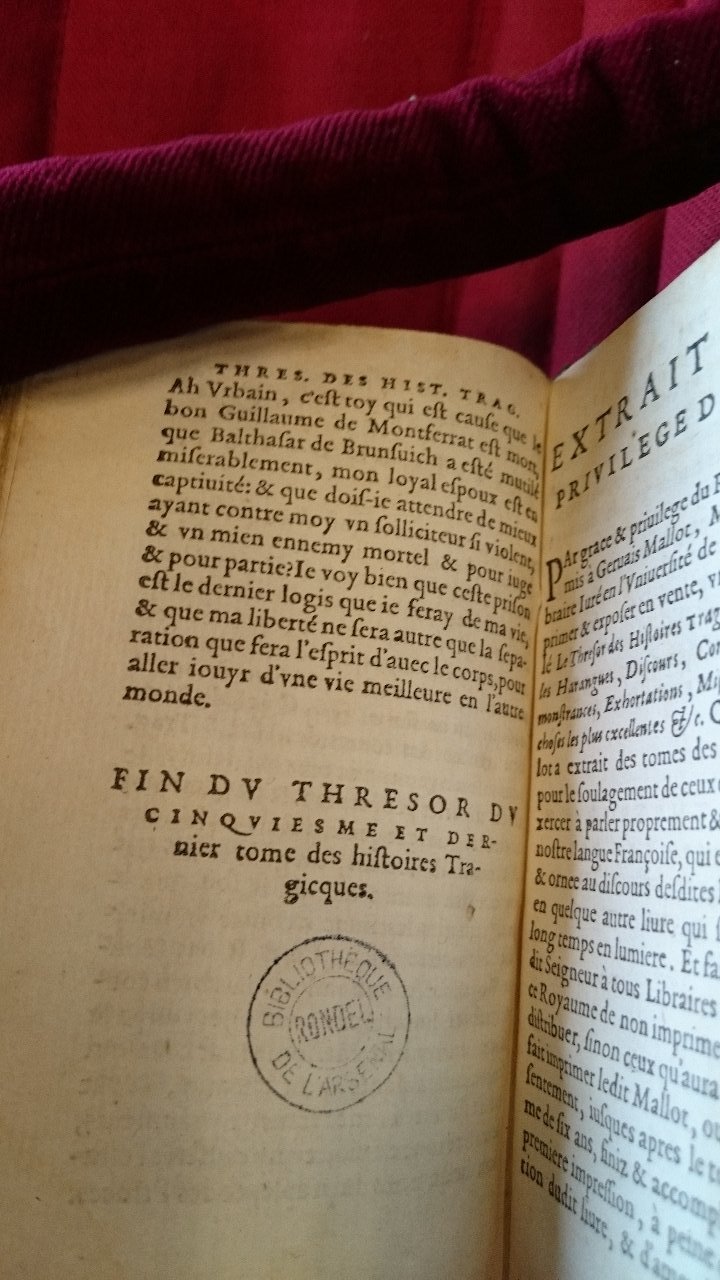 THRES. DES HIST. TRAG.
Ah Vrbain, c'eſt toy qui eſt cauſe que le
bon Guillaume de Montferrat eſt mort,
que Balthaſar de Brunſuich a eſté mutilé
miſerablement, mon loyal eſpoux eſt en
captiuité: & que doiſ-ie attendre de mieux
ayant contre moy vn ſolliciteur ſi violent,
& vn mien ennemy mortel & pour iuge
& pour partie? Ie voy bien que ceſte priſon
eſt le dernier logis que ie feray de ma vie,
& que ma liberté ne ſera autre que la ſepa-
ration que fera l'eſprit d'auec le corps, pour
aller iouyr d'vne vie meilleure en l'autre
monde.
FIN DV THRESOR DV
CINQVIESME ET DER-
nier tome des hiſtoires Tra-
gicques.
BIBLIOTHÈQUE
RONDEL
DE L'ARSENAL
EXTRAIT
PRIVILEGE D
PAr grace & priuilege du
mis à Geruais Mallot,
braire Iuré en l'Vniuerſité de
primer & expoſer en vente,
lé Le Threſor des Hiſtoires Trag
les Harangues, Diſcours, Con
monſtrances, Exhortations, Miſ
choſes les plus excellentes &c.
lot a extrait des tomes des
pour le ſoulagement de ceux
xercer à parler proprement &
noſtre langue Françoiſe, qui e
& ornee au diſcours deſdites
en quelque autre liure qui
long temps en lumiere. Et fa
dit Seigneur à tous Libraires
ce Royaume de non imprime
diſtribuer, ſinon ceux qu'aura
fait imprimer ledit Mallot, ou
ſentement, iuſques apres le t
me de ſix ans, finiz & accomp
premiere impreſſion, à peine
tion dudit liure, & d'ame